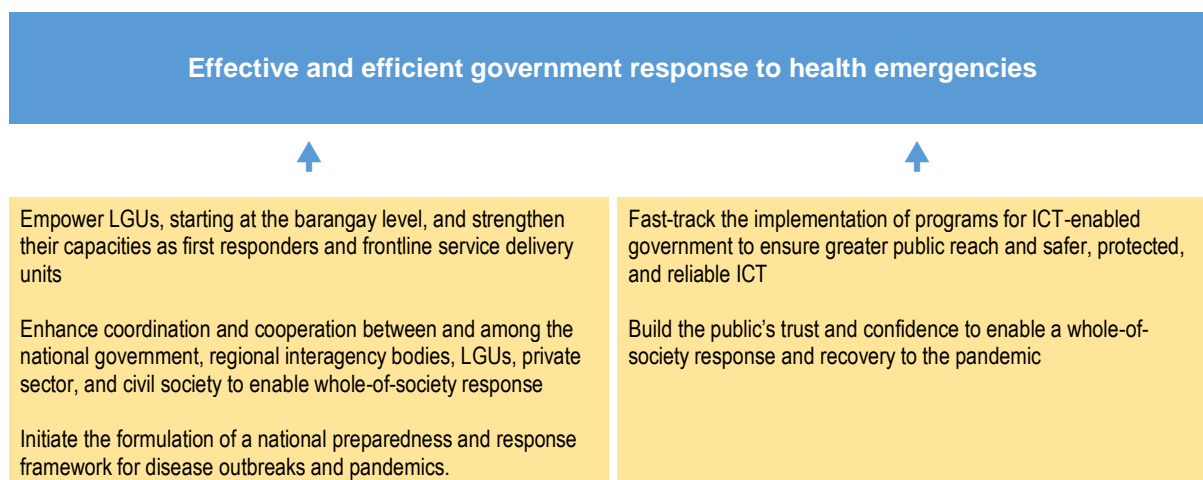 Effective and efficient government response to health emergencies
Empower LGUs, starting at the barangay level, and strengthen
their capacities as first responders and frontline service delivery
units
Enhance coordination and cooperation between and among the
national government, regional interagency bodies, LGUs, private
sector, and civil society to enable whole-of-society response
Initiate the formulation of a national preparedness and response
framework for disease outbreaks and pandemics.
Fast-track the implementation of programs for ICT-enabled
government to ensure greater public reach and safer, protected,
and reliable ICT
Build the public’s trust and confidence to enable a whole-of-
society response and recovery to the pandemic